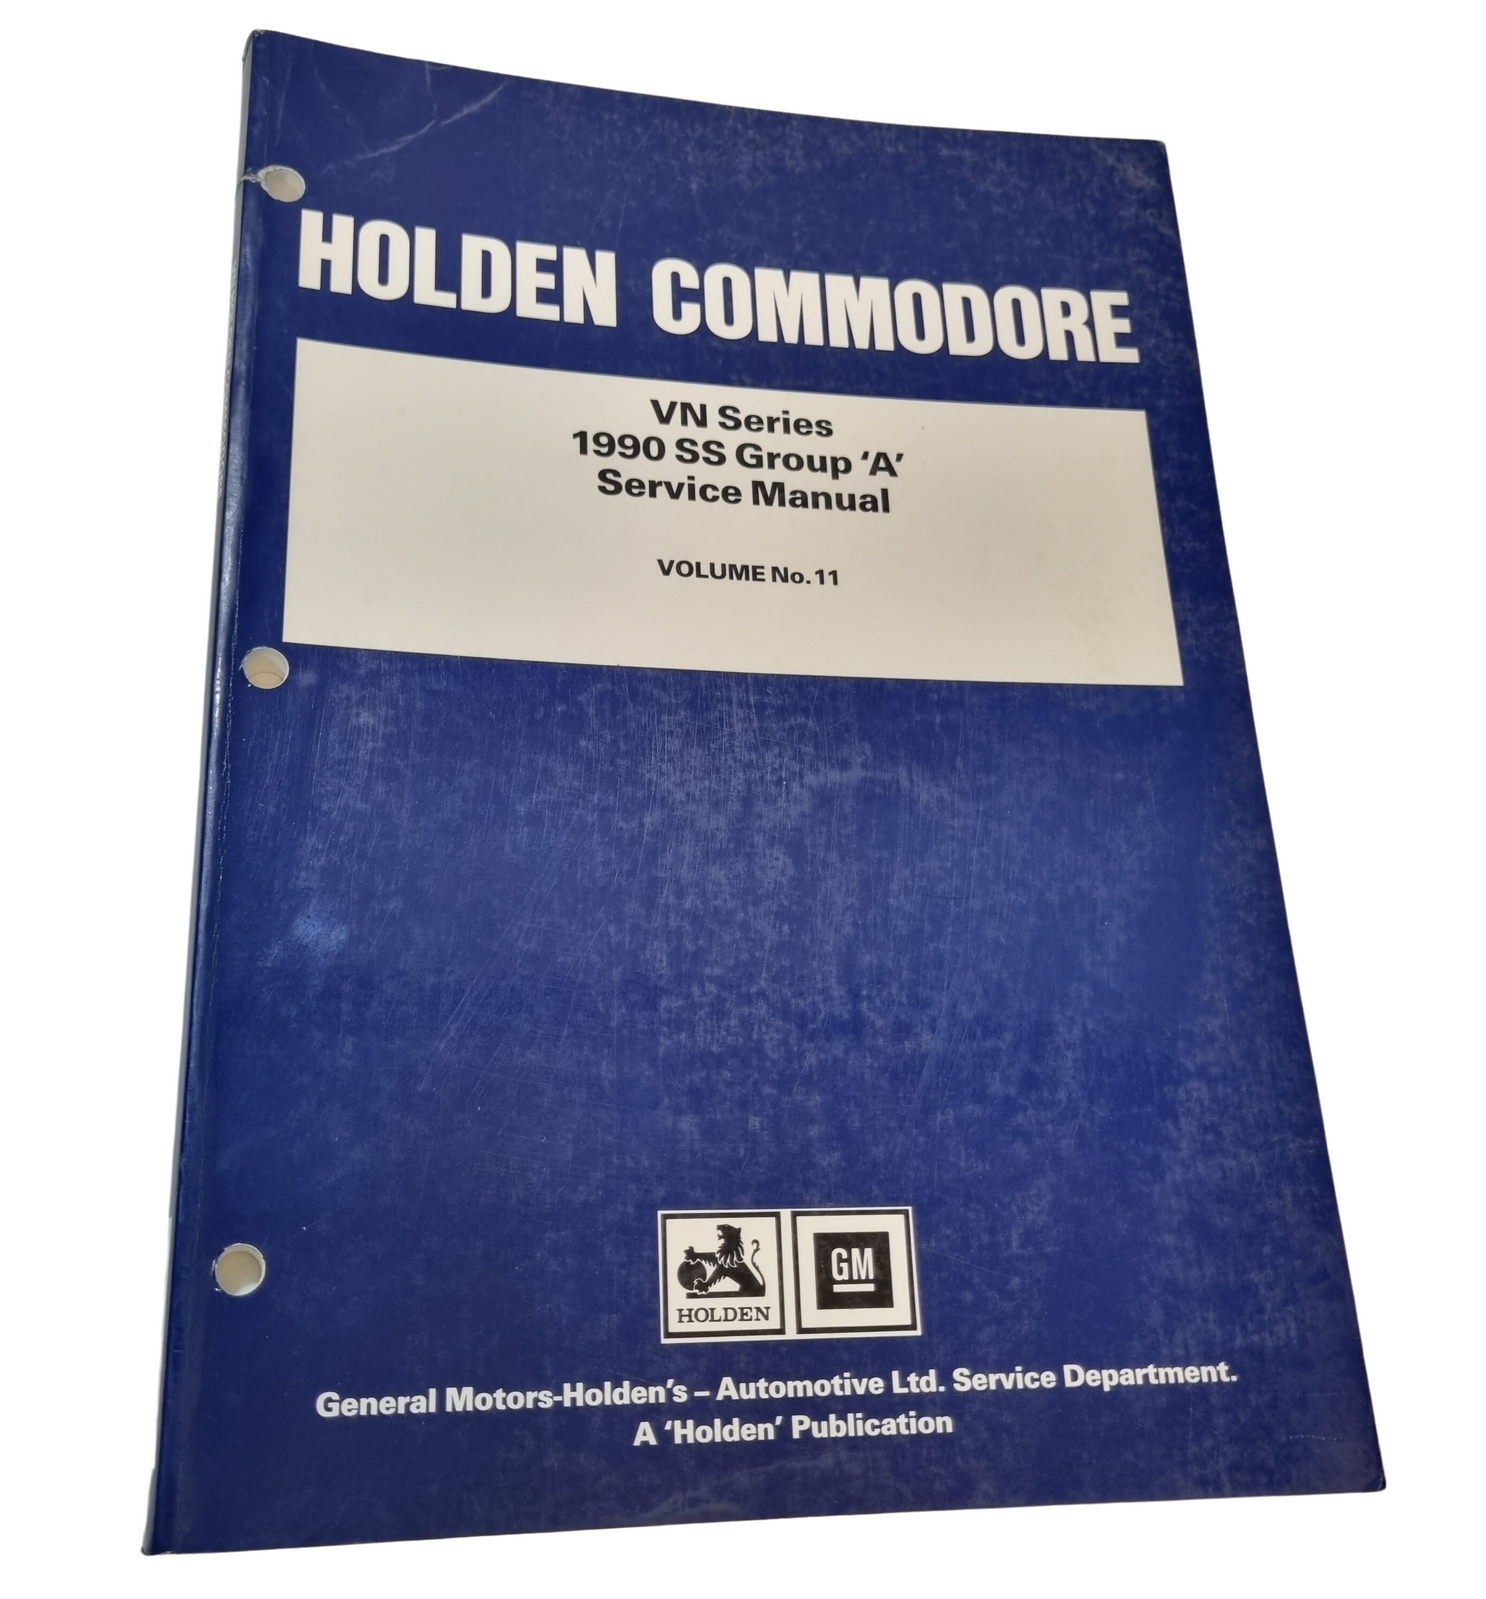 HOLDEN COMMODORE
VN Series
1990 SS Group ‘A’
Service Manual
VOLUME No. 11
HOLDEN
GM
General Motors-Holden’s – Automotive Ltd. Service Department.
A ‘Holden’ Publication